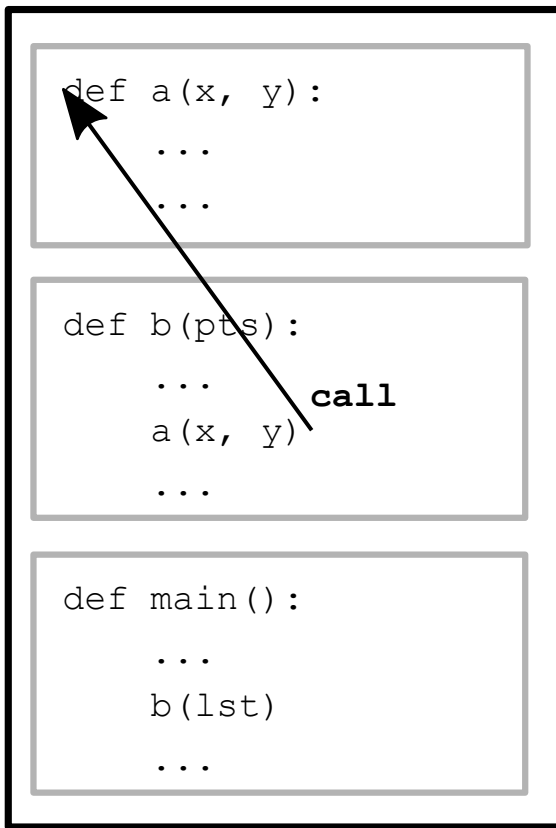 def a(x, y):
    ...
    ...
def b(pts):
    ...
call
    a(x, y)
    ...
def main():
    ...
    b(lst)
    ...